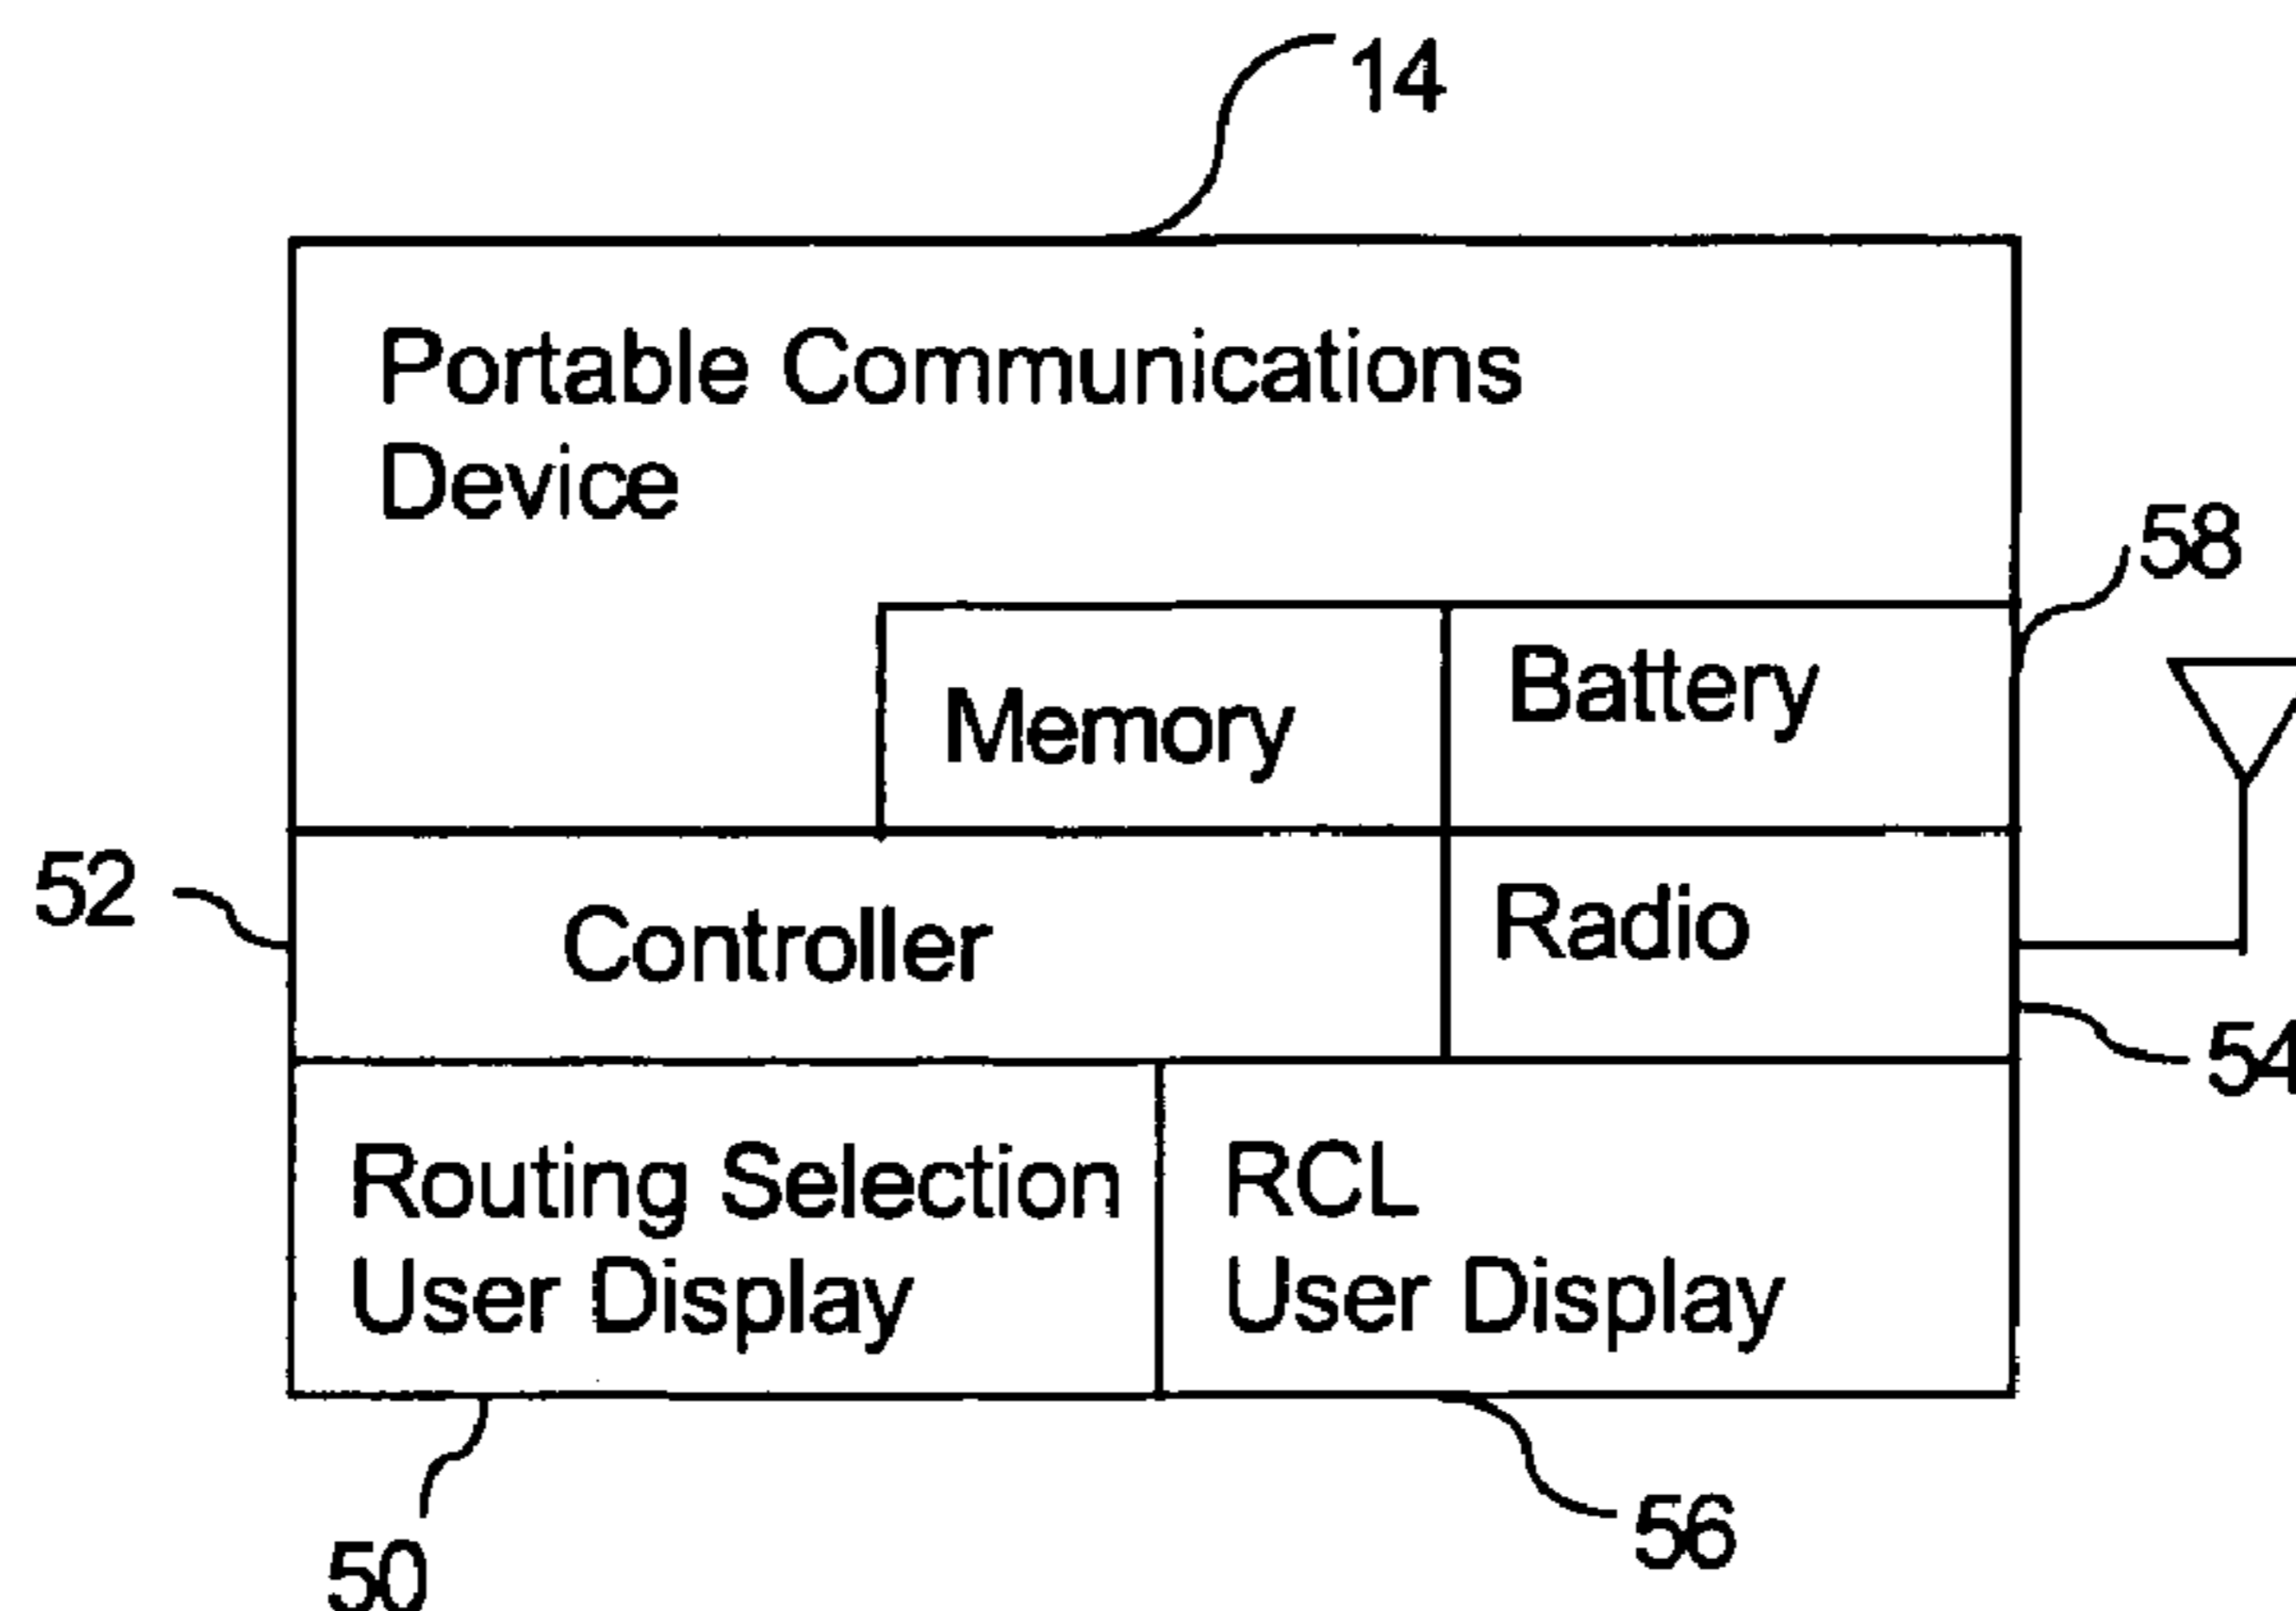 14
Portable Communications
Device
58
Memory
Battery
52
Controller
Radio
54
Routing Selection
User Display
RCL
User Display
50
56